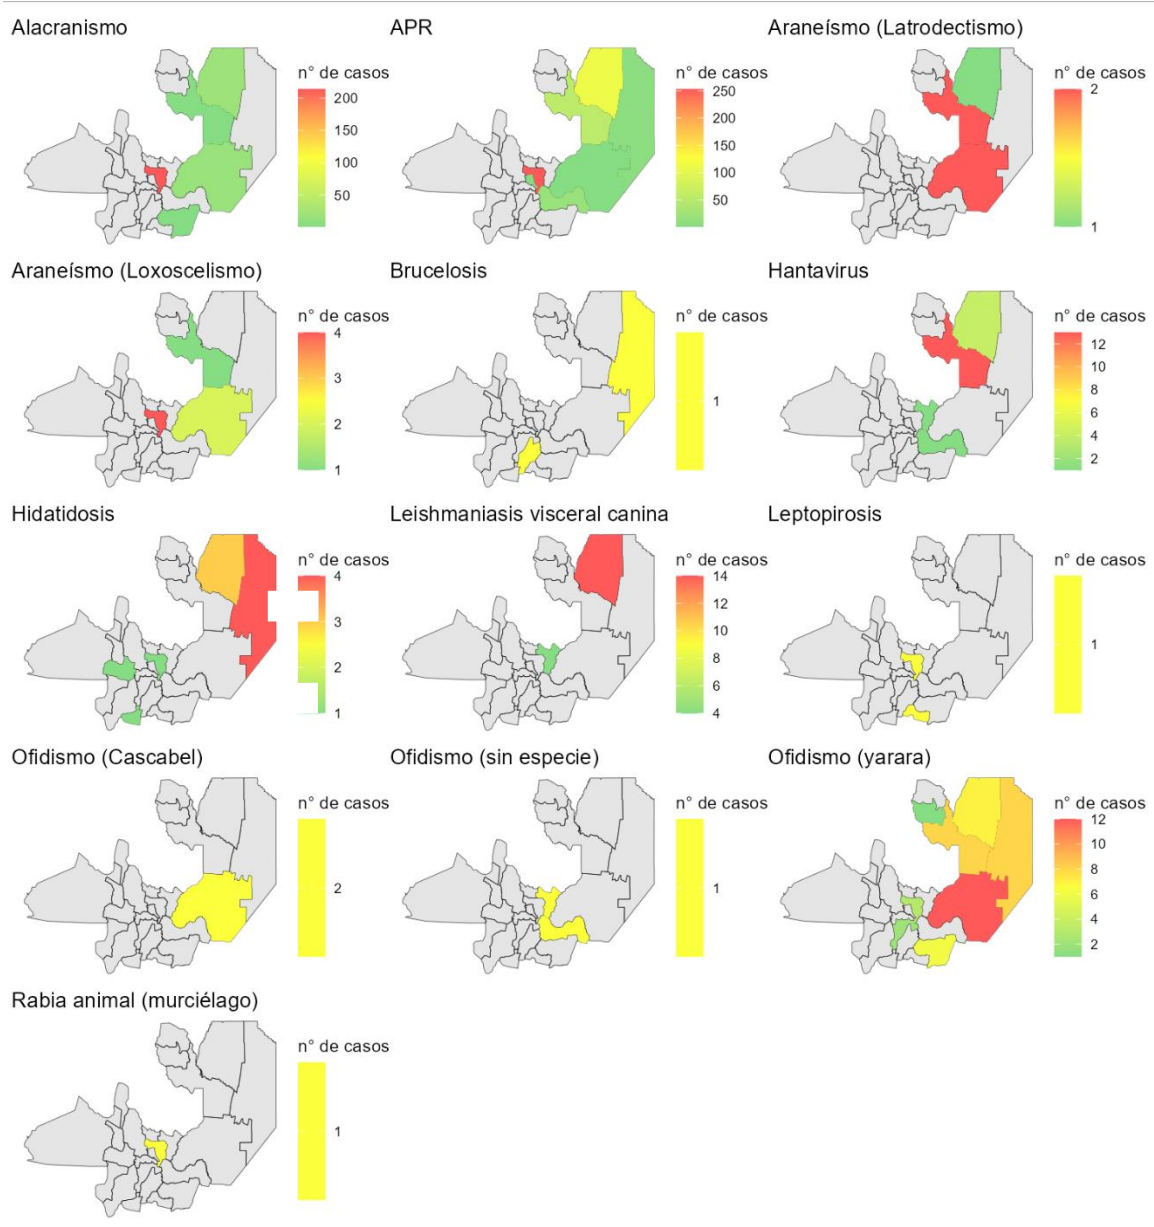 Alacranismo
n° de casos
200
150
100
50
APR
n° de casos
250
200
150
100
50
Araneísmo (Latrodectismo)
n° de casos
2
1
Araneísmo (Loxoscelismo)
n° de casos
4
3
2
1
Brucelosis
n° de casos
1
Hantavirus
n° de casos
12
10
8
6
4
2
Hidatidosis
n° de casos
4
3
2
1
Leishmaniasis visceral canina
n° de casos
14
12
10
8
6
4
Leptopirosis
n° de casos
1
Ofidismo (Cascabel)
n° de casos
2
Ofidismo (sin especie)
n° de casos
1
Ofidismo (yarara)
n° de casos
12
10
8
6
4
2
Rabia animal (murciélago)
n° de casos
1